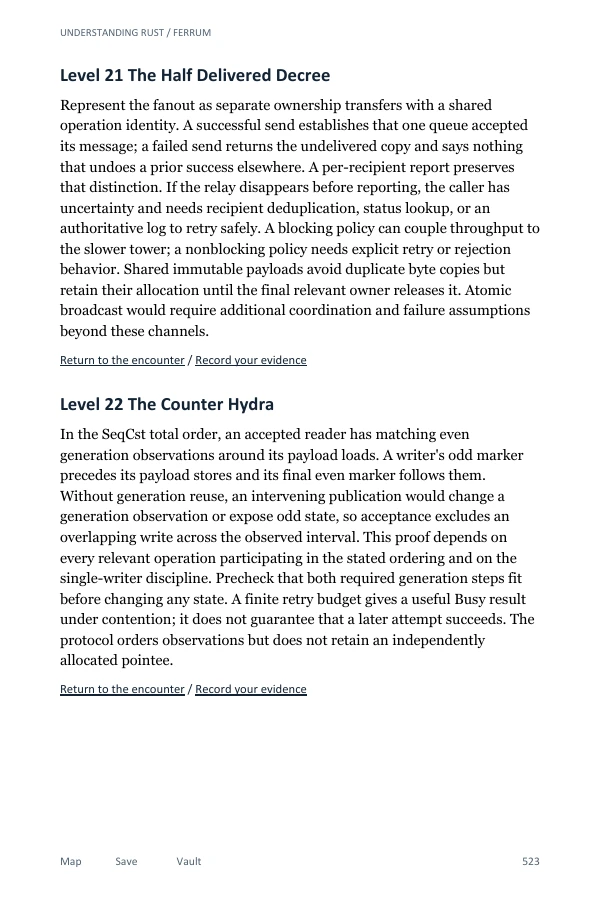 UNDERSTANDING RUST / FERRUM
Level 21 The Half Delivered Decree
Represent the fanout as separate ownership transfers with a shared
operation identity. A successful send establishes that one queue accepted
its message; a failed send returns the undelivered copy and says nothing
that undoes a prior success elsewhere. A per-recipient report preserves
that distinction. If the relay disappears before reporting, the caller has
uncertainty and needs recipient deduplication, status lookup, or an
authoritative log to retry safely. A blocking policy can couple throughput to
the slower tower; a nonblocking policy needs explicit retry or rejection
behavior. Shared immutable payloads avoid duplicate byte copies but
retain their allocation until the final relevant owner releases it. Atomic
broadcast would require additional coordination and failure assumptions
beyond these channels.
Return to the encounter / Record your evidence
Level 22 The Counter Hydra
In the SeqCst total order, an accepted reader has matching even
generation observations around its payload loads. A writer's odd marker
precedes its payload stores and its final even marker follows them.
Without generation reuse, an intervening publication would change a
generation observation or expose odd state, so acceptance excludes an
overlapping write across the observed interval. This proof depends on
every relevant operation participating in the stated ordering and on the
single-writer discipline. Precheck that both required generation steps fit
before changing any state. A finite retry budget gives a useful Busy result
under contention; it does not guarantee that a later attempt succeeds. The
protocol orders observations but does not retain an independently
allocated pointee.
Return to the encounter / Record your evidence
Map Save Vault 523